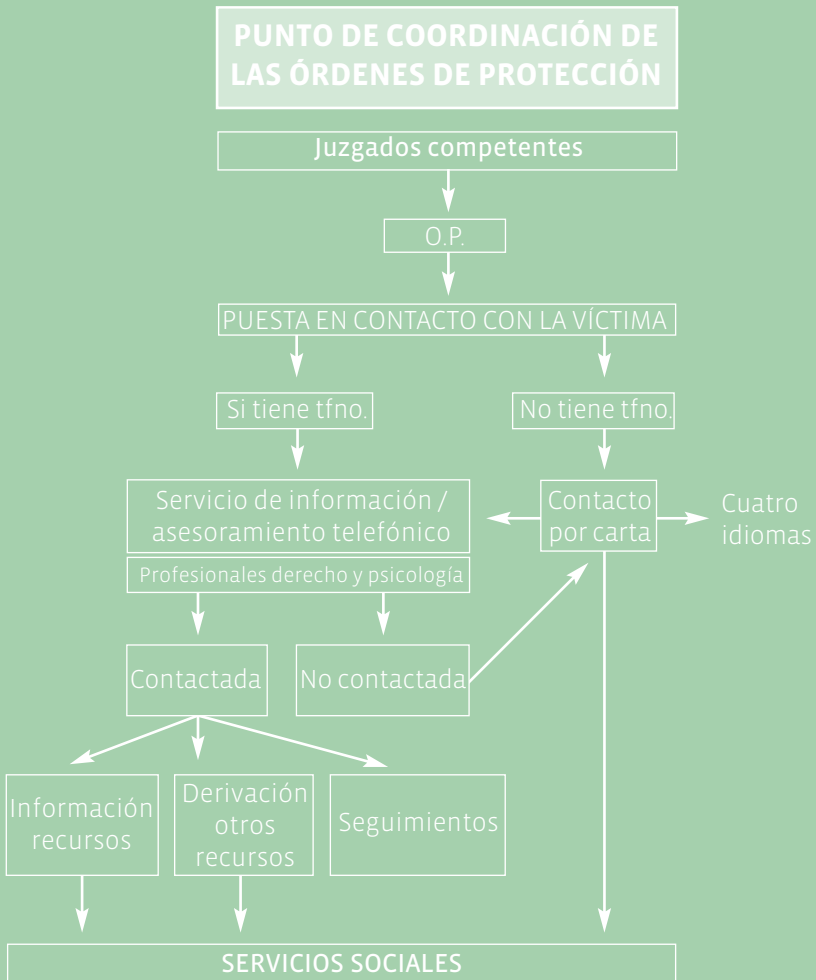 PUNTO DE COORDINACIÓN DE
LAS ÓRDENES DE PROTECCIÓN
Juzgados competentes
O.P.
PUESTA EN CONTACTO CON LA VÍCTIMA
Si tiene tfno.
No tiene tfno.
Servicio de información /
asesoramiento telefónico
Profesionales derecho y psicología
Contacto
por carta
Cuatro
idiomas
Contactada
No contactada
Información
recursos
Derivación
otros
recursos
Seguimientos
SERVICIOS SOCIALES